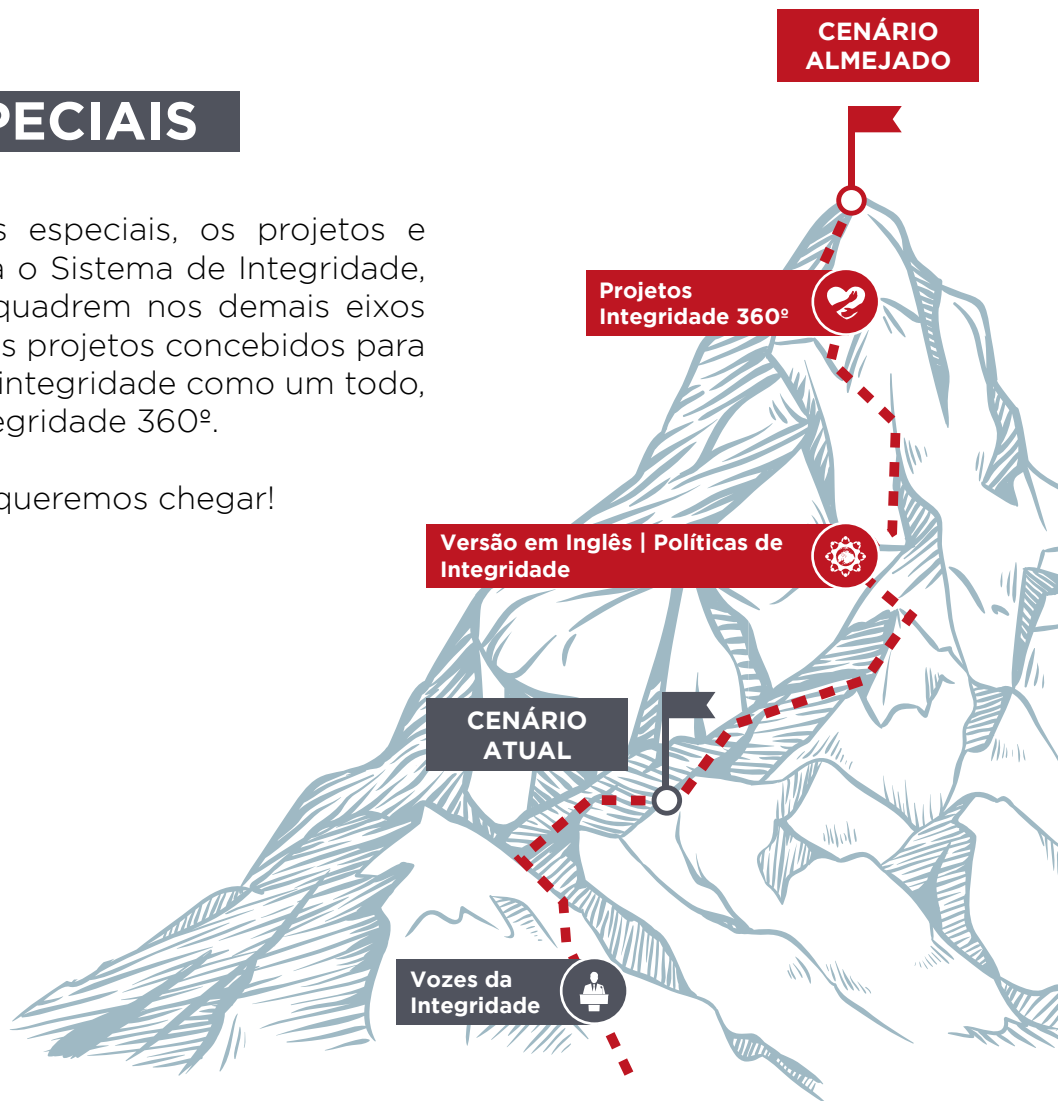 CENÁRIO
ALMEJADO
PECIAIS
s especiais, os projetos e
a o Sistema de Integridade,
quadrem nos demais eixos
s projetos concebidos para
integridade como um todo,
egridade 360º.
queremos chegar!
Projetos
Integridade 360º
Versão em Inglês | Políticas de
Integridade
CENÁRIO
ATUAL
Vozes da
Integridade